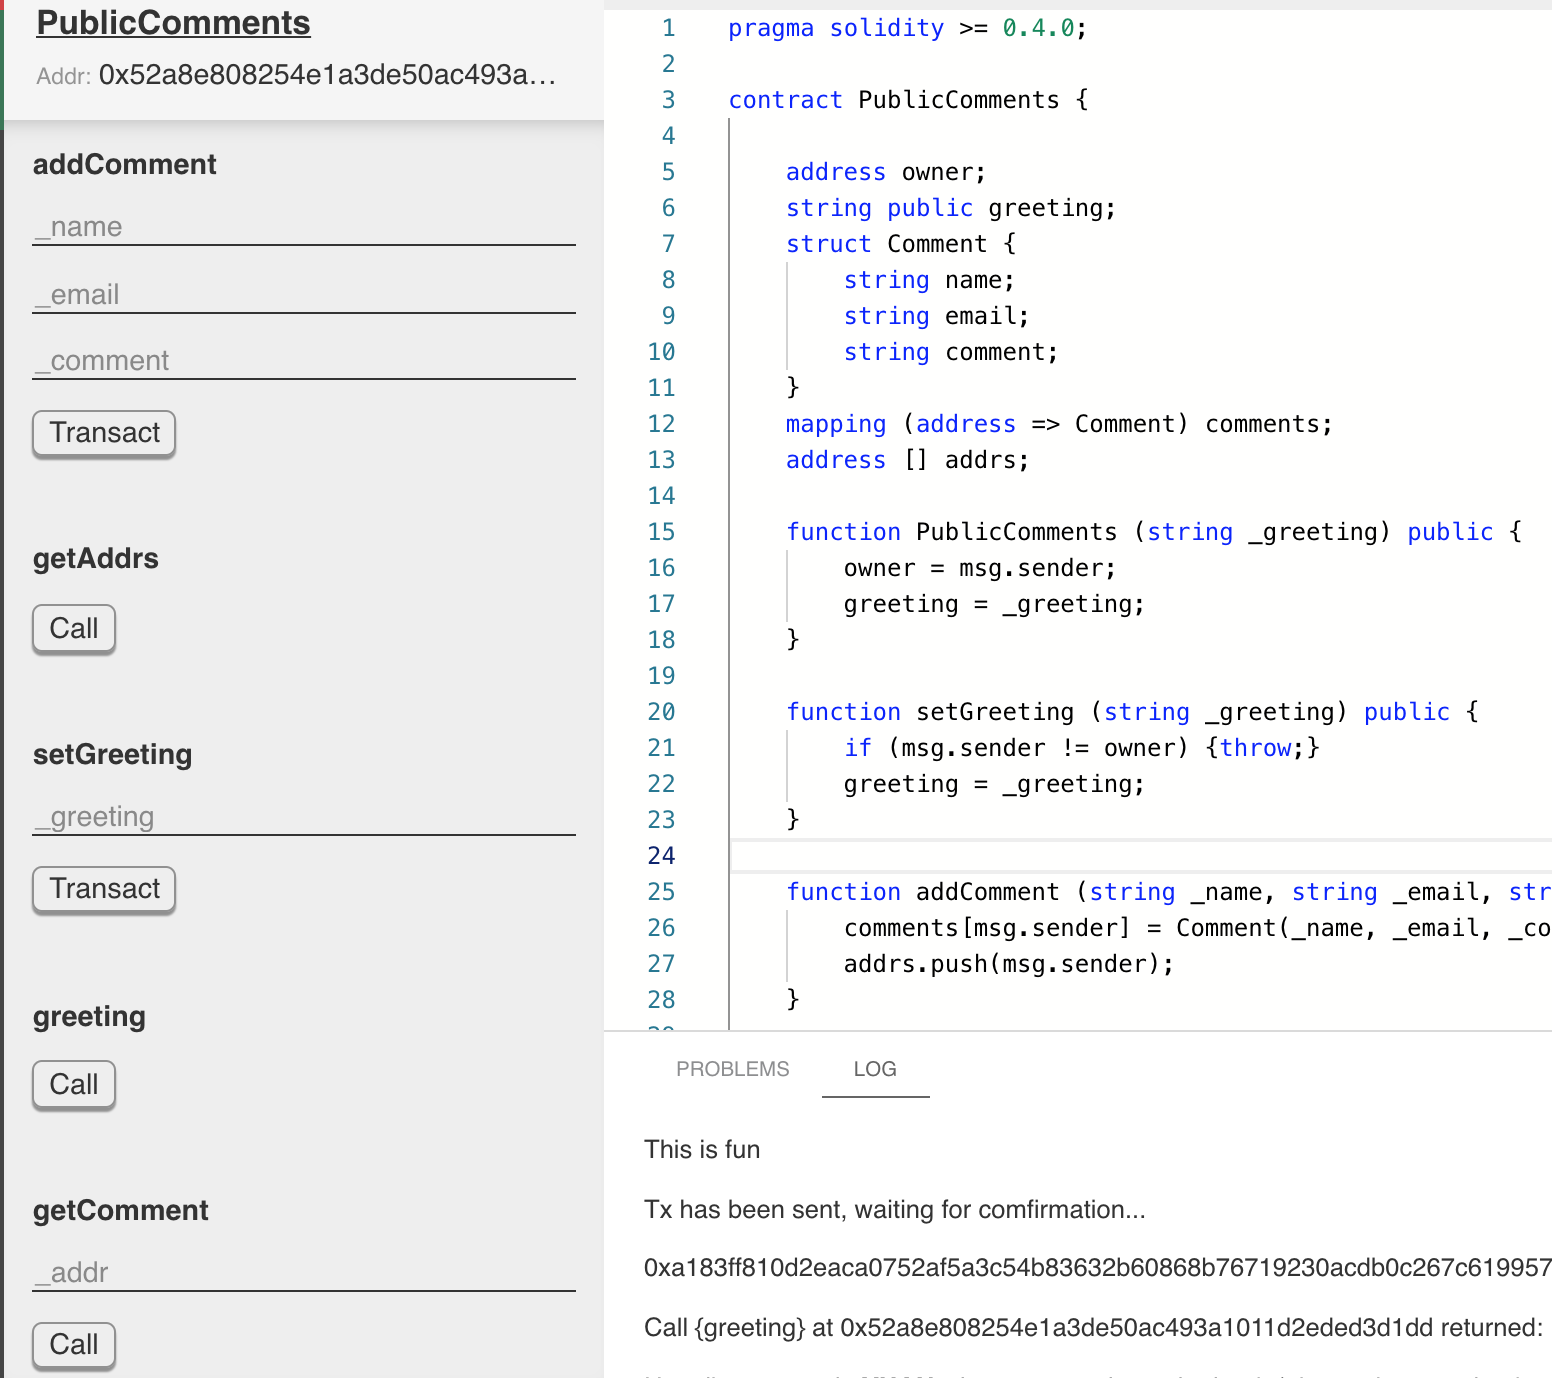 PublicComments
Addr: 0x52a8e808254e1a3de50ac493a...
addComment
_name
_email
_comment
Transact
getAddrs
Call
setGreeting
_greeting
Transact
greeting
Call
getComment
_addr
Call
1 pragma solidity >= 0.4.0;
2
3 contract PublicComments {
4
5 address owner;
6 string public greeting;
7 struct Comment {
8 string name;
9 string email;
10 string comment;
11 }
12 mapping (address => Comment) comments;
13 address [] addrs;
14
15 function PublicComments (string _greeting) public {
16 owner = msg.sender;
17 greeting = _greeting;
18 }
19
20 function setGreeting (string _greeting) public {
21 if (msg.sender != owner) {throw;}
22 greeting = _greeting;
23 }
24
25 function addComment (string _name, string _email, str
26 comments[msg.sender] = Comment(_name, _email, _co
27 addrs.push(msg.sender);
28 }
PROBLEMS LOG
This is fun
Tx has been sent, waiting for comfirmation...
0xa183ff810d2eaca0752af5a3c54b83632b60868b76719230acdb0c267c619957
Call {greeting} at 0x52a8e808254e1a3de50ac493a1011d2eded3d1dd returned: